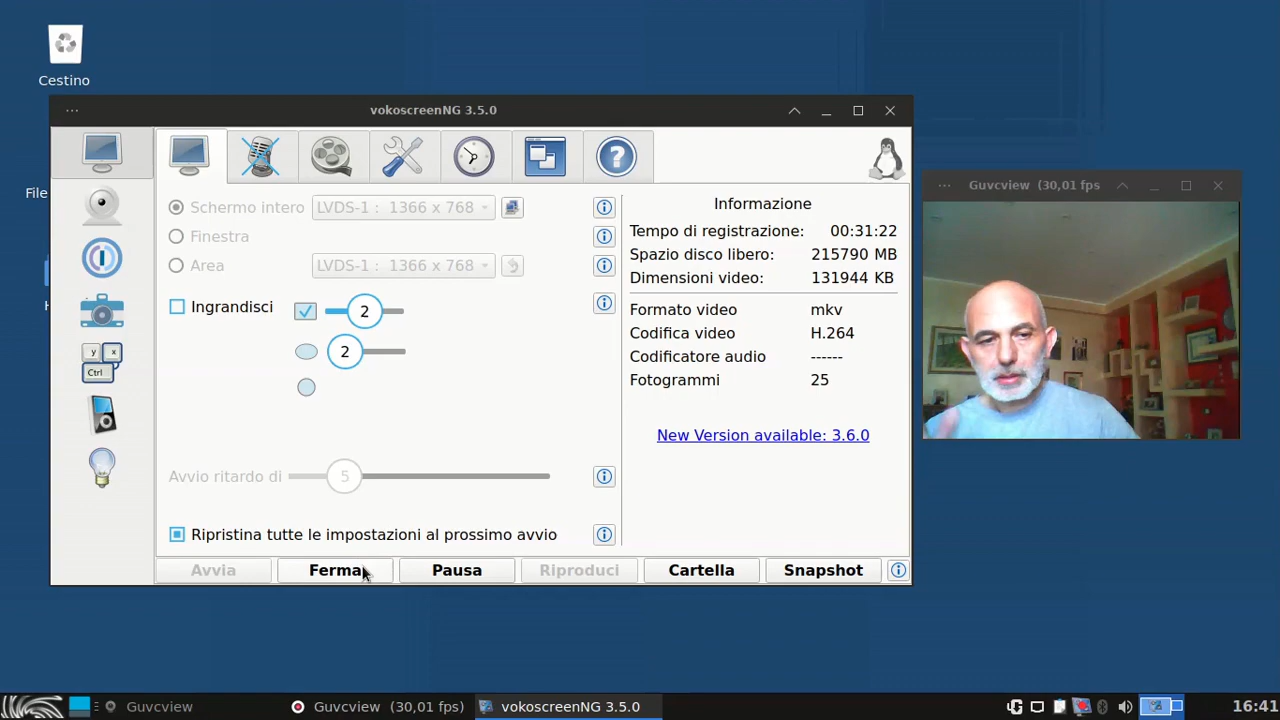 Cestino
File
H
vokoscreenNG 3.5.0
Schermo intero
LVDS-1 : 1366 x 768
Finestra
Area
LVDS-1 : 1366 x 768
Ingrandisci
2
2
Avvio ritardo di
5
Ripristina tutte le impostazioni al prossimo avvio
y x
Ctrl
Informazione
Tempo di registrazione: 00:31:22
Spazio disco libero: 215790 MB
Dimensioni video: 131944 KB
Formato video mkv
Codifica video H.264
Codificatore audio ------
Fotogrammi 25
New Version available: 3.6.0
Avvia Ferma Pausa Riproduci Cartella Snapshot
Guvcview (30,01 fps
Guvcview Guvcview (30,01 fps) vokoscreenNG 3.5.0 16:41